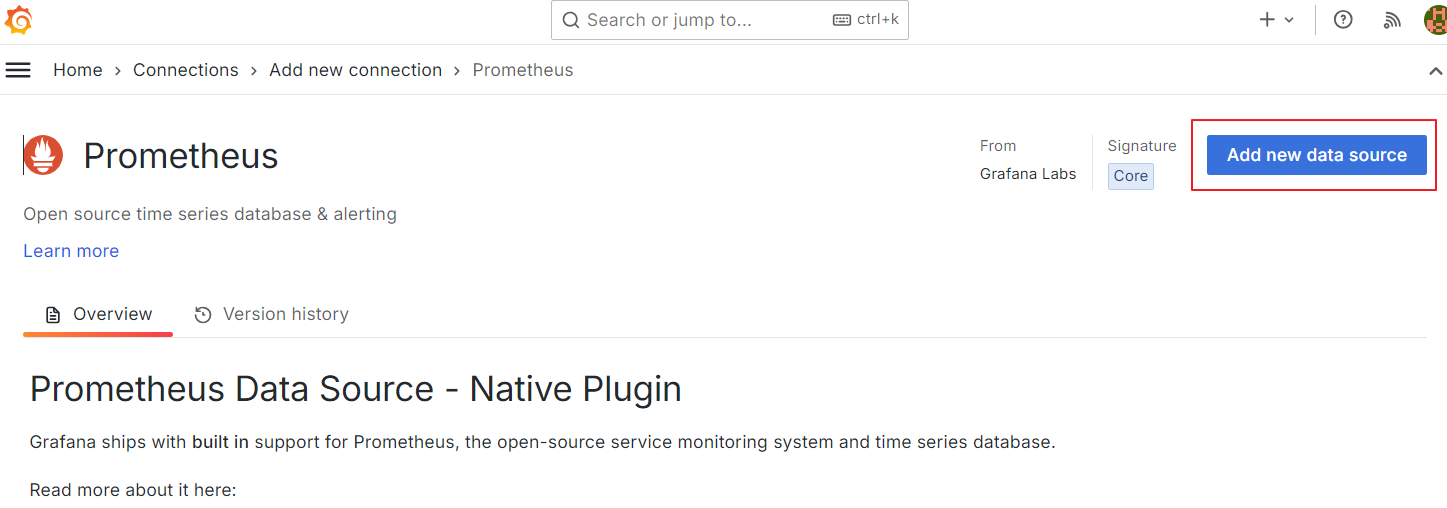 Search or jump to... ctrl+k
Home › Connections › Add new connection › Prometheus
Prometheus
From
Grafana Labs
Signature
Core
Add new data source
Open source time series database & alerting
Learn more
Overview
Version history
Prometheus Data Source - Native Plugin
Grafana ships with built in support for Prometheus, the open-source service monitoring system and time series database.
Read more about it here: